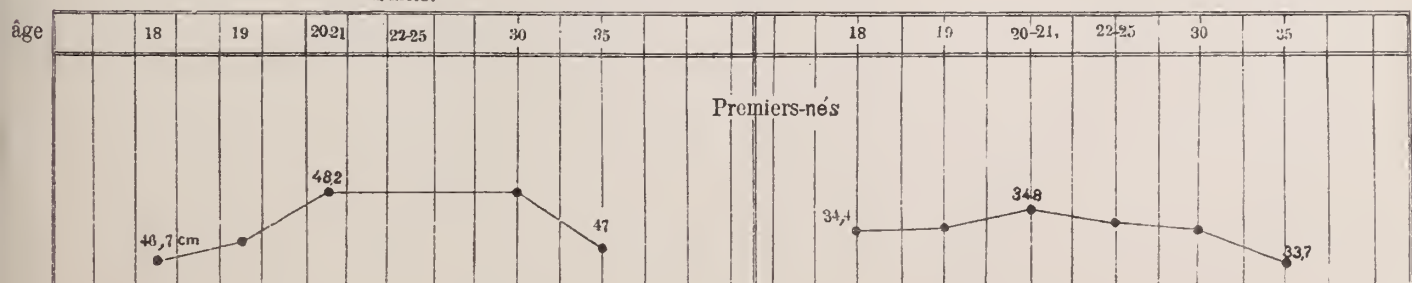 âge 18 19 20-21 22-25 30 35 18 19 20-21, 22-25 30 35
Premiers-nés
48,2 34,8
46,7 cm 47 34,4 33,7